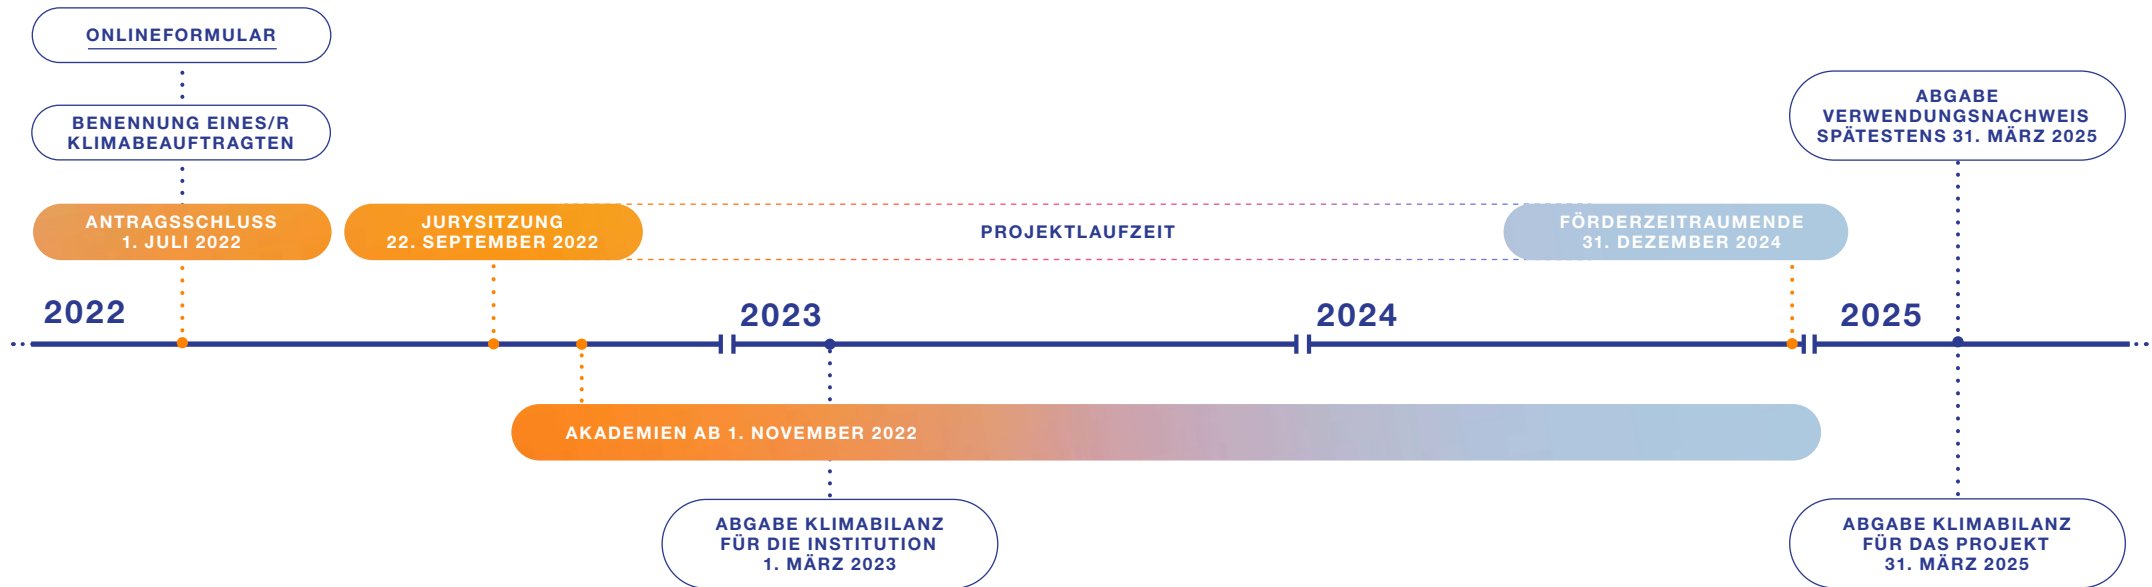 ONLINEFORMULAR
BENENNUNG EINES/R
KLIMABEAUFTRAGTEN
ANTRAGSSCHLUSS
1. JULI 2022
JURYSITZUNG
22. SEPTEMBER 2022
PROJEKTLAUFZEIT
FÖRDERZEITRAUMENDE
31. DEZEMBER 2024
ABGABE
VERWENDUNGSNACHWEIS
SPÄTESTENS 31. MÄRZ 2025
2022
2023
2024
2025
AKADEMIEN AB 1. NOVEMBER 2022
ABGABE KLIMABILANZ
FÜR DIE INSTITUTION
1. MÄRZ 2023
ABGABE KLIMABILANZ
FÜR DAS PROJEKT
31. MÄRZ 2025